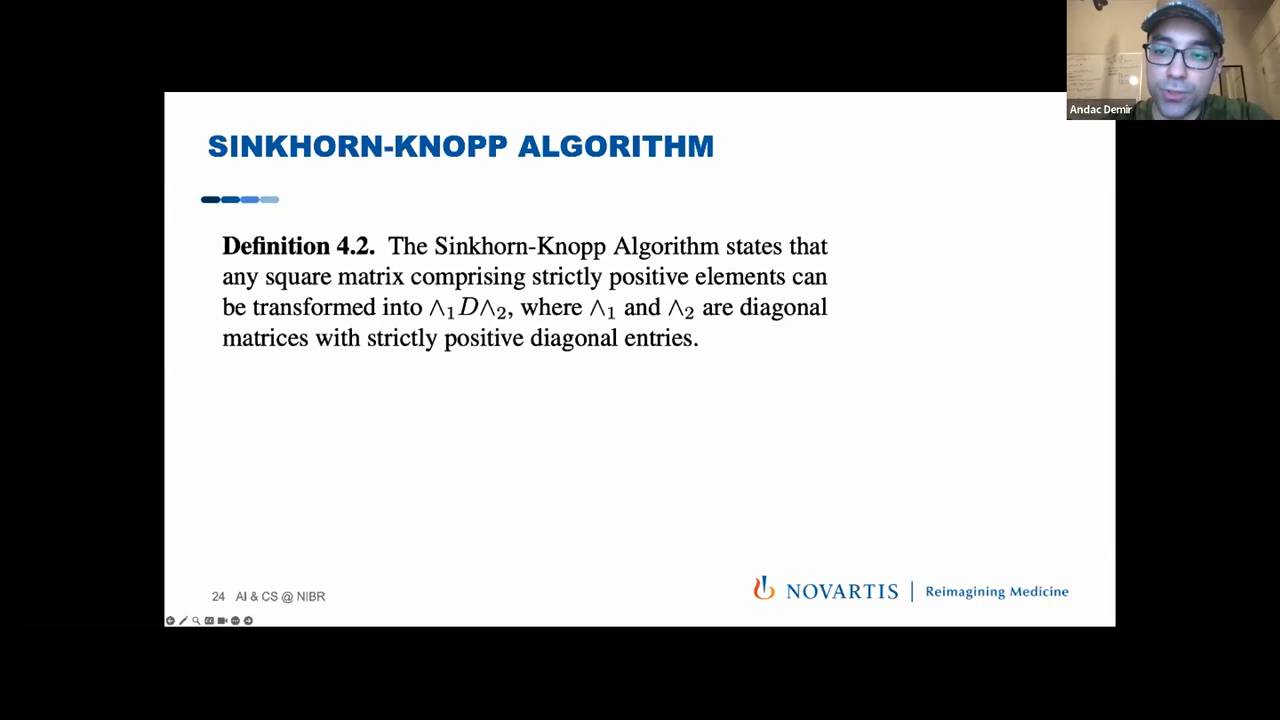 Andac Demir
SINKHORN-KNOPP ALGORITHM
Definition 4.2. The Sinkhorn-Knopp Algorithm states that
any square matrix comprising strictly positive elements can
be transformed into ∧₁D∧₂, where ∧₁ and ∧₂ are diagonal
matrices with strictly positive diagonal entries.
24 AI & CS @ NIBR
NOVARTIS | Reimagining Medicine